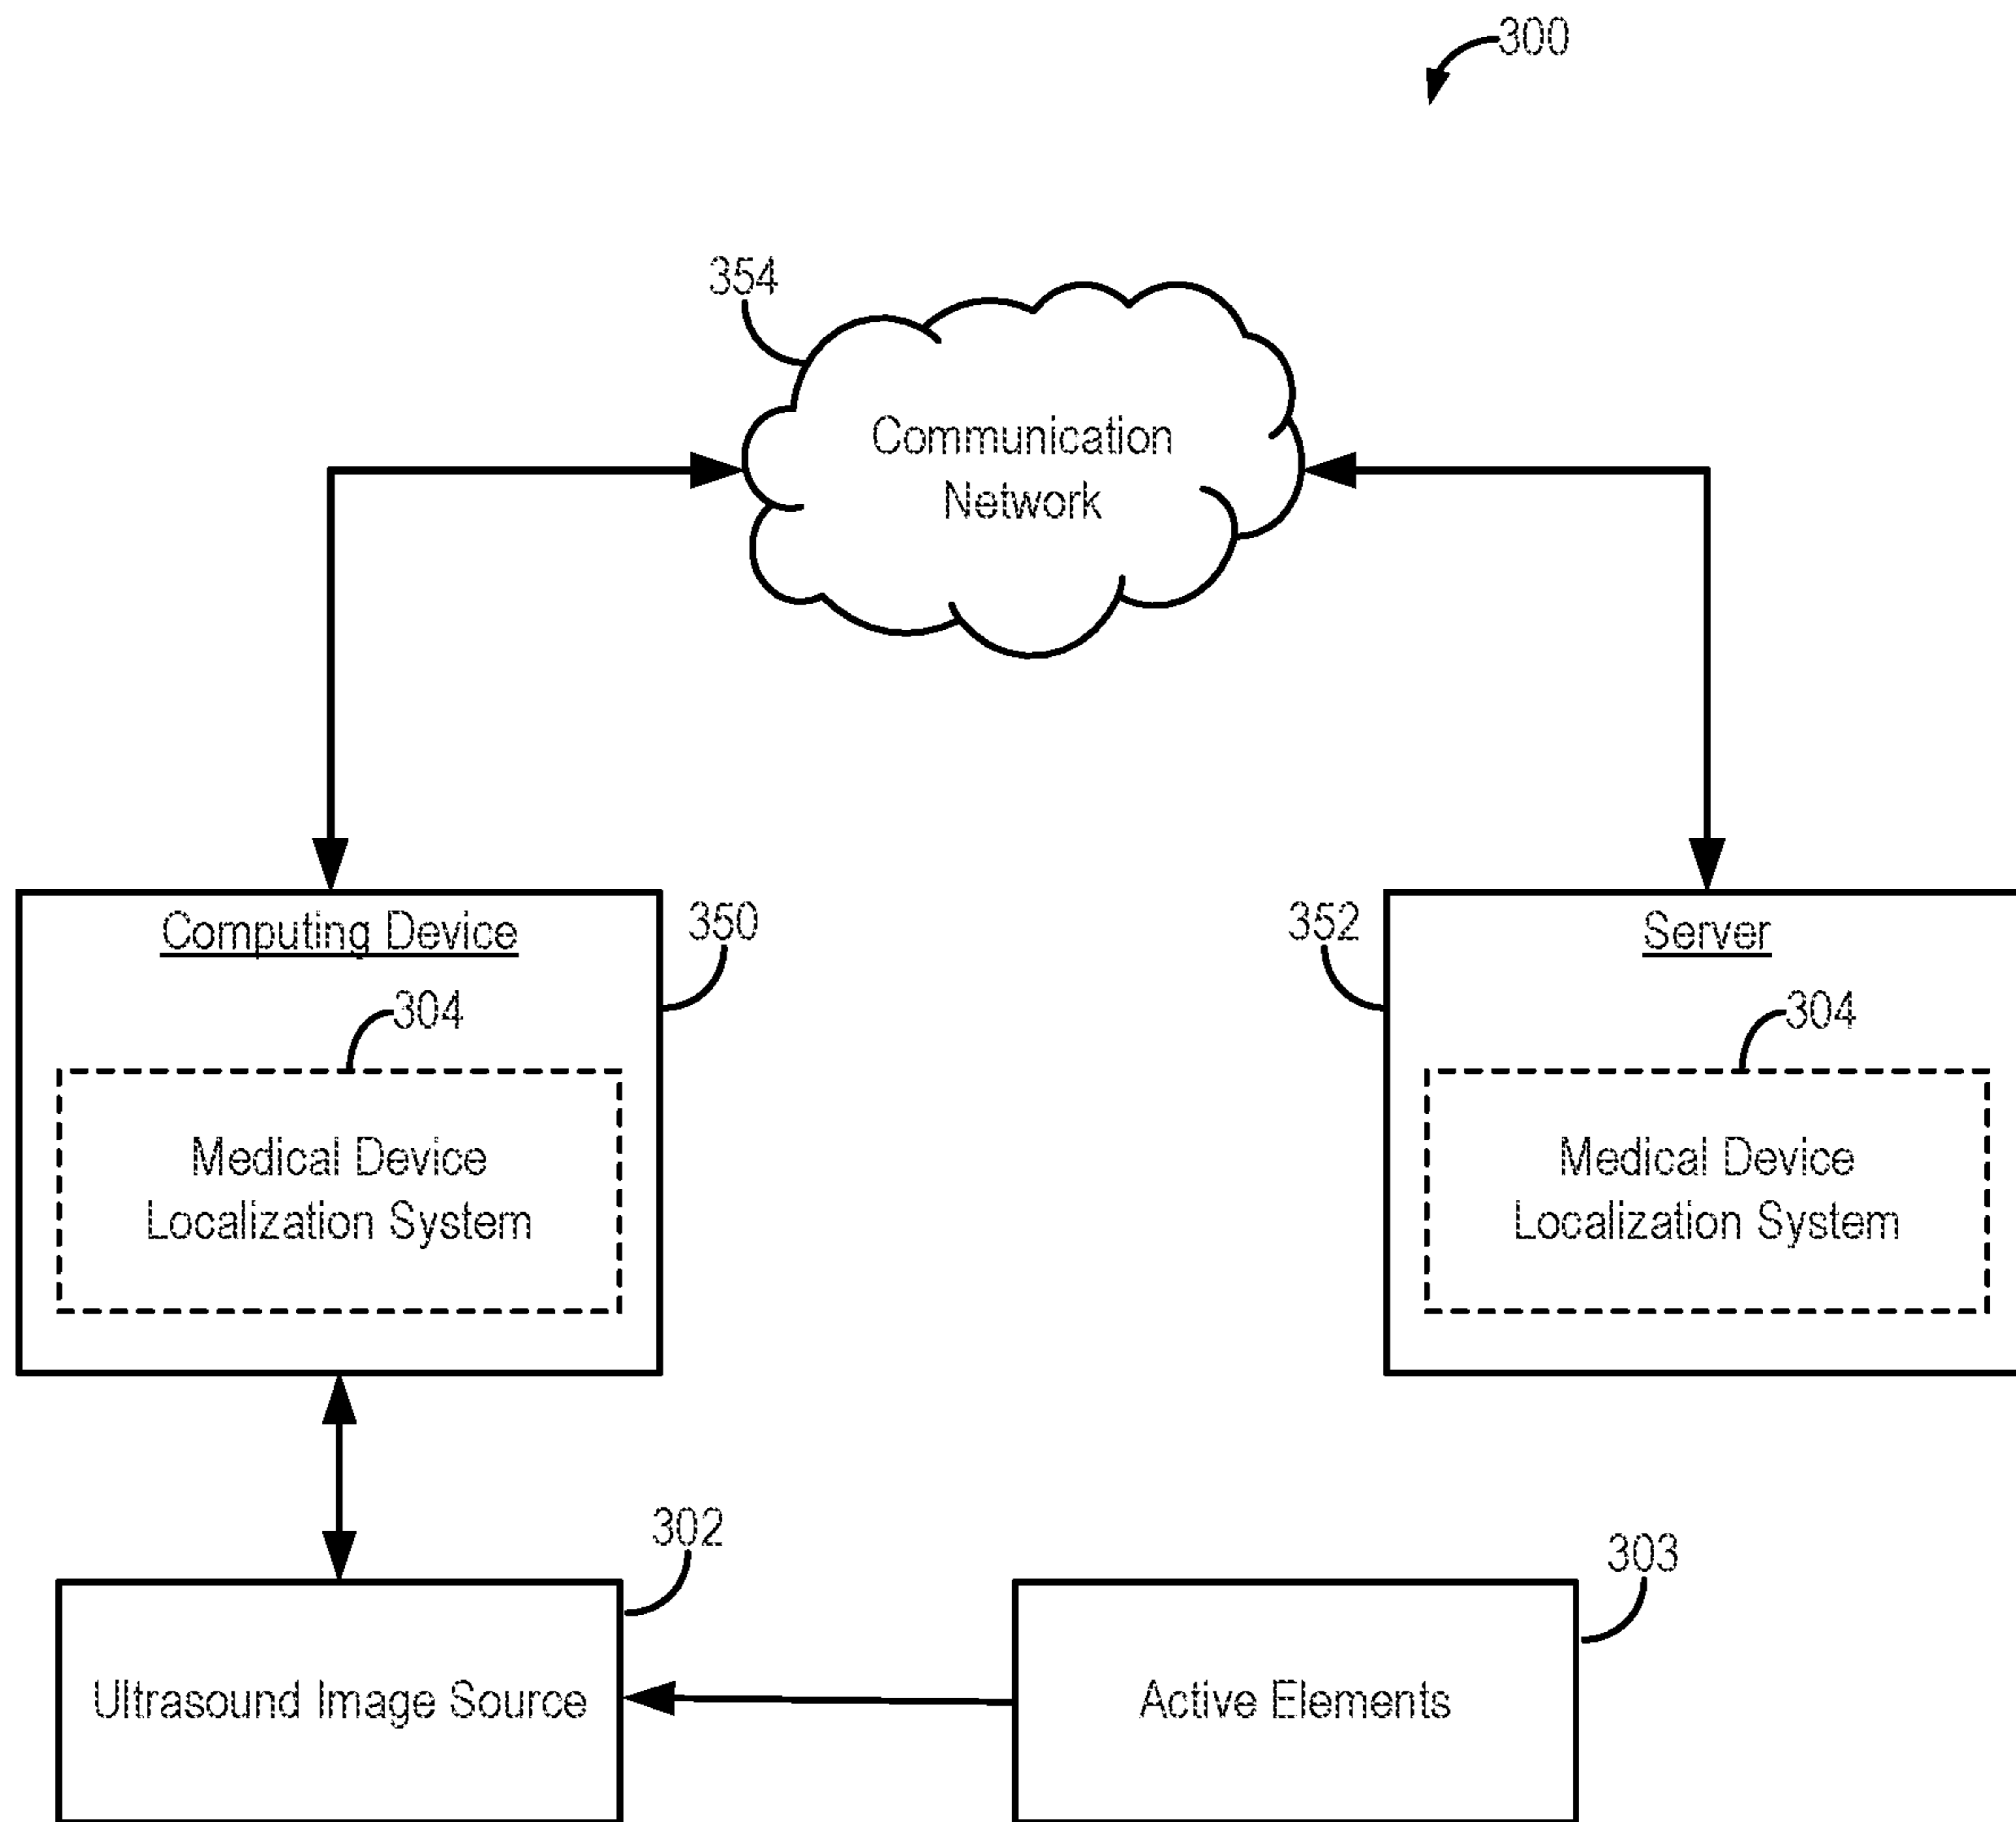 300
354
Communication
Network
Computing Device
350
352
Server
304
304
Medical Device
Localization System
Medical Device
Localization System
302
303
Ultrasound Image Source
Active Elements